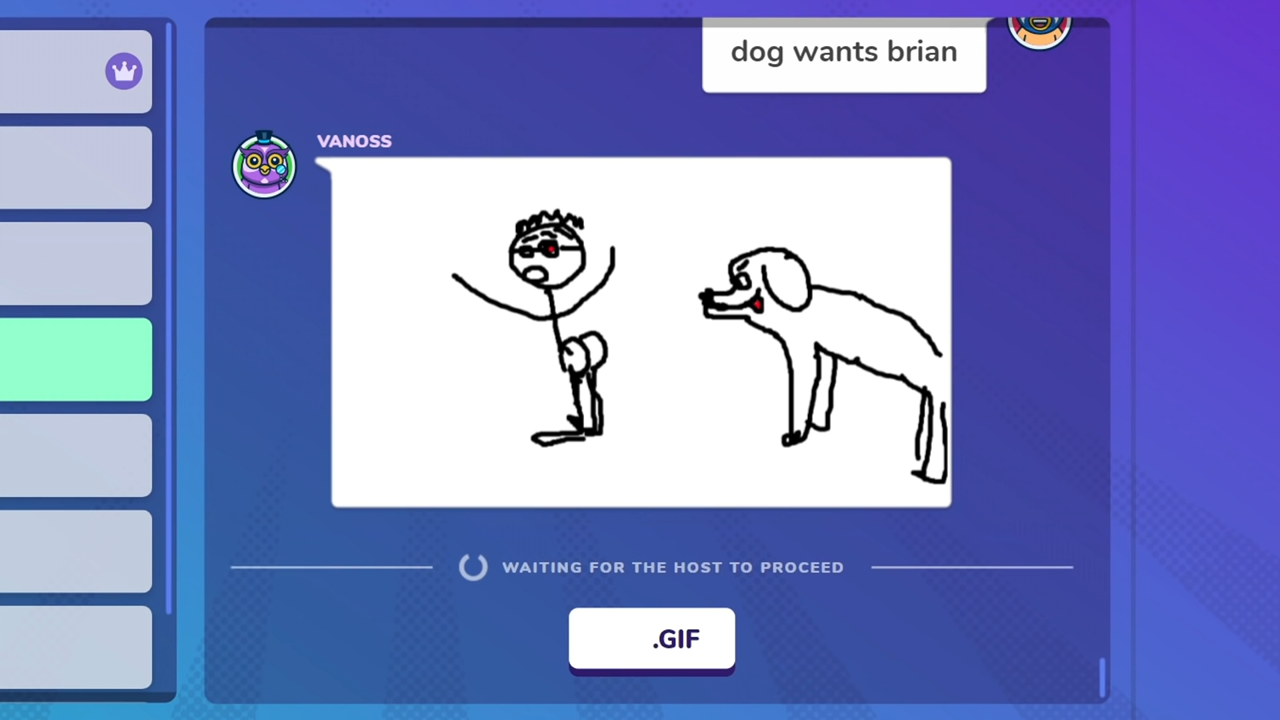 dog wants brian
VANOSS
WAITING FOR THE HOST TO PROCEED
.GIF